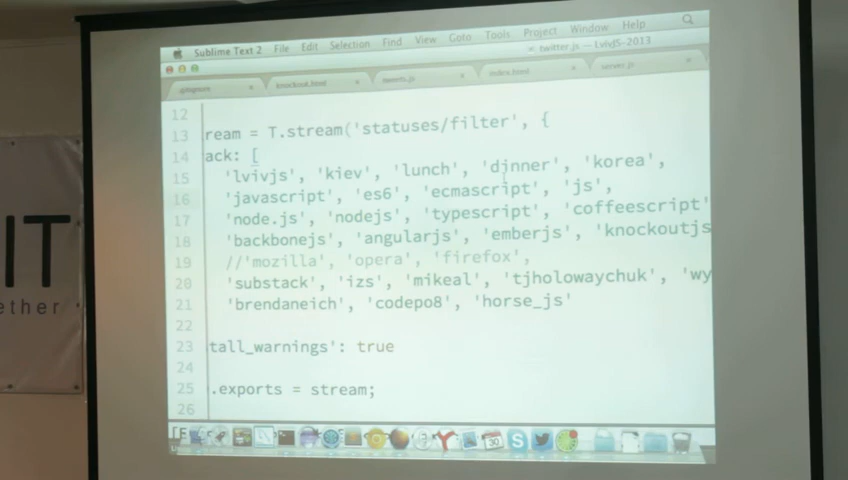 Sublime Text 2 File Edit Selection Find View Goto Tools Project Window Help
twitter.js — LvidS-2013
.gitignore knockout.html tweets.js index.html server.js
12
13 ream = T.stream('statuses/filter', {
14 ack: [
15 'lvivjs', 'kiev', 'lunch', 'dinner', 'korea',
16 'javascript', 'es6', 'ecmascript', 'js',
17 'node.js', 'nodejs', 'typescript', 'coffeescript'
18 'backbonejs', 'angularjs', 'emberjs', 'knockoutjs
19 //'mozilla', 'opera', 'firefox',
20 'substack', 'izs', 'mikeal', 'tjholowaychuk', 'wy
21 'brendaneich', 'codepo8', 'horse_js'
22
23 tall_warnings': true
24
25 .exports = stream;
26
IT
ether
30